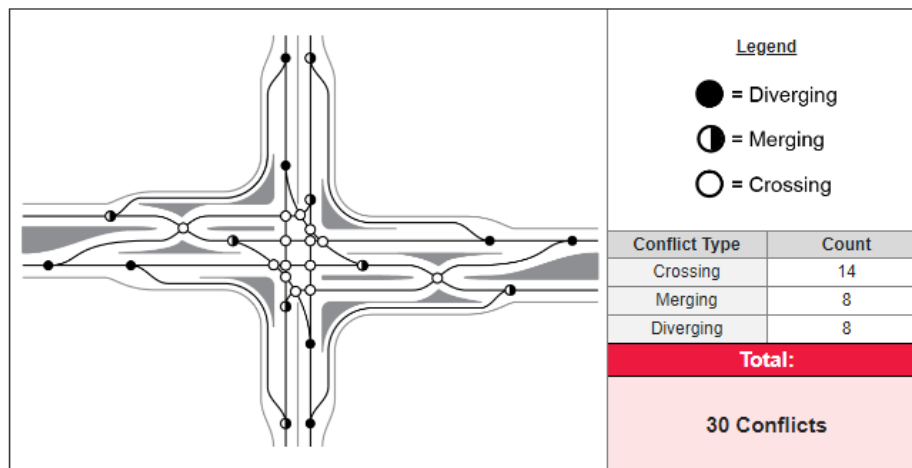 Legend
= Diverging
= Merging
= Crossing
Conflict Type Count
Crossing 14
Merging 8
Diverging 8
Total:
30 Conflicts